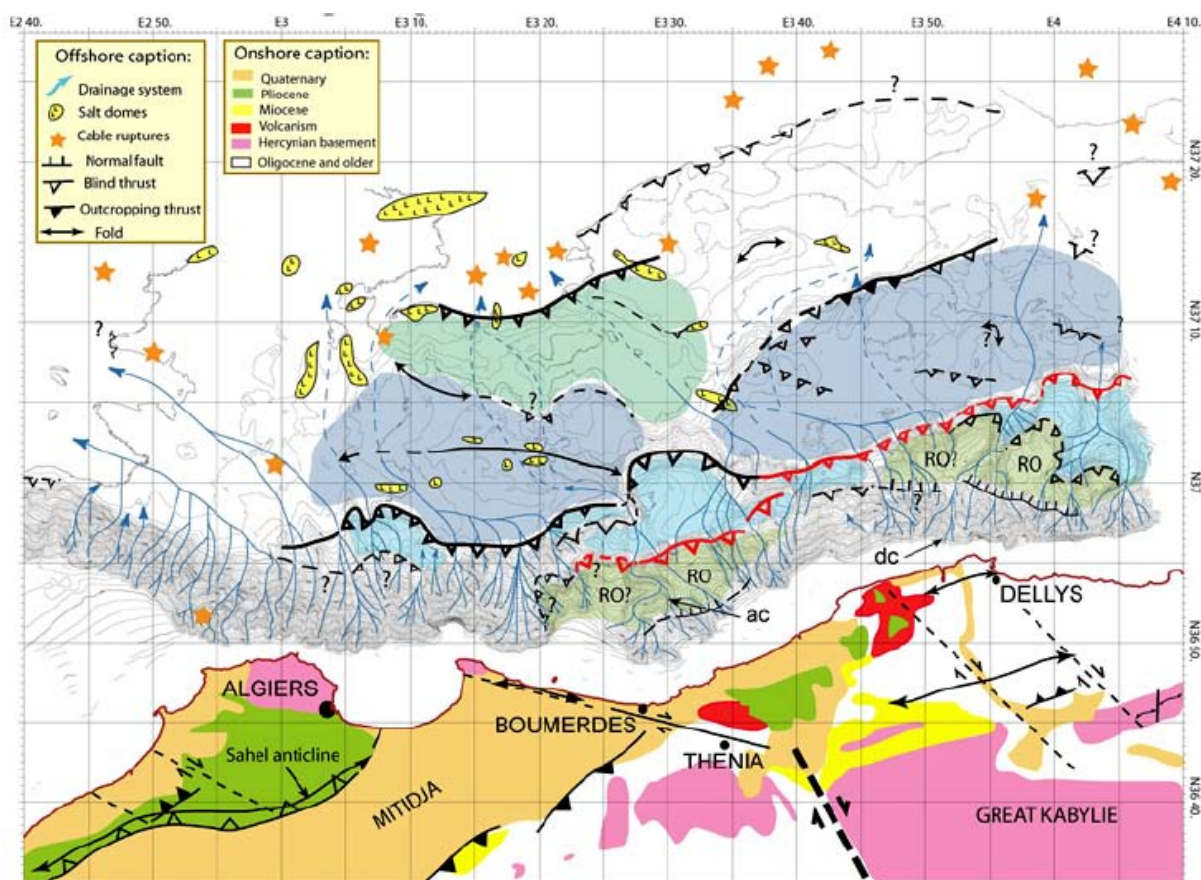 E2 40.
E2 50.
E3
E3 10.
E3 20.
E3 30.
E3 40.
E3 50.
E4
E4 10.
Offshore caption:
Drainage system
Salt domes
Cable ruptures
Normal fault
Blind thrust
Outcropping thrust
Fold
Onshore caption:
Quaternary
Pliocene
Miocene
Volcanism
Hercynian basement
Oligocene and older
?
?
N37 20.
?
?
?
N37 10.
?
?
?
RO?
RO
N37
?
dc
?
?
?
RO
RO?
?
ac
DELLYS
N36 50.
ALGIERS
BOUMERDES
THENIA
Sahel anticline
MITIDJA
N36 40.
GREAT KABYLIE